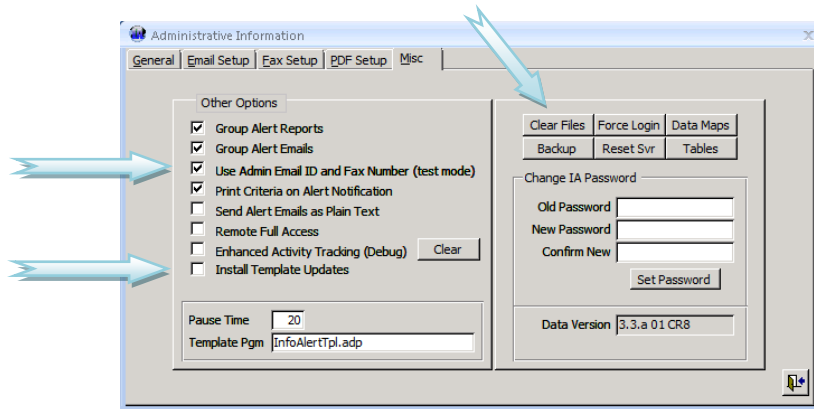 Administrative Information
General Email Setup Fax Setup PDF Setup Misc
Other Options
Group Alert Reports
Group Alert Emails
Use Admin Email ID and Fax Number (test mode)
Print Criteria on Alert Notification
Send Alert Emails as Plain Text
Remote Full Access
Enhanced Activity Tracking (Debug) Clear
Install Template Updates
Pause Time 20
Template Pgm InfoAlertTpl.adp
Clear Files Force Login Data Maps
Backup Reset Svr Tables
Change IA Password
Old Password
New Password
Confirm New
Set Password
Data Version 3.3.a 01 CR8